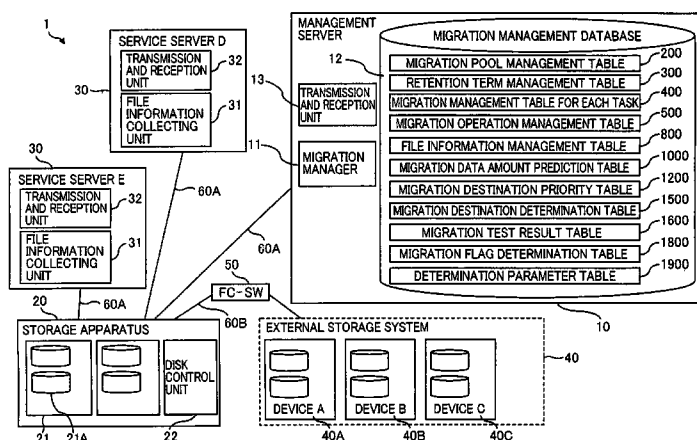 1
SERVICE SERVER D
TRANSMISSION
AND RECEPTION
UNIT
32
30
FILE
INFORMATION
COLLECTING
UNIT
31
30
SERVICE SERVER E
TRANSMISSION
AND RECEPTION
UNIT
32
FILE
INFORMATION
COLLECTING
UNIT
31
60A
60A
60A
MANAGEMENT
SERVER
13
TRANSMISSION
AND RECEPTION
UNIT
11
MIGRATION
MANAGER
12
MIGRATION MANAGEMENT DATABASE
MIGRATION POOL MANAGEMENT TABLE
200
RETENTION TERM MANAGEMENT TABLE
300
MIGRATION MANAGEMENT TABLE FOR EACH TASK
400
MIGRATION OPERATION MANAGEMENT TABLE
500
FILE INFORMATION MANAGEMENT TABLE
800
MIGRATION DATA AMOUNT PREDICTION TABLE
1000
MIGRATION DESTINATION PRIORITY TABLE
1200
MIGRATION DESTINATION DETERMINATION TABLE
1500
MIGRATION TEST RESULT TABLE
1600
MIGRATION FLAG DETERMINATION TABLE
1800
DETERMINATION PARAMETER TABLE
1900
10
50
FC-SW
60B
20
STORAGE APPARATUS
DISK
CONTROL
UNIT
21
21A
22
EXTERNAL STORAGE SYSTEM
40
DEVICE A
DEVICE B
DEVICE C
40A
40B
40C